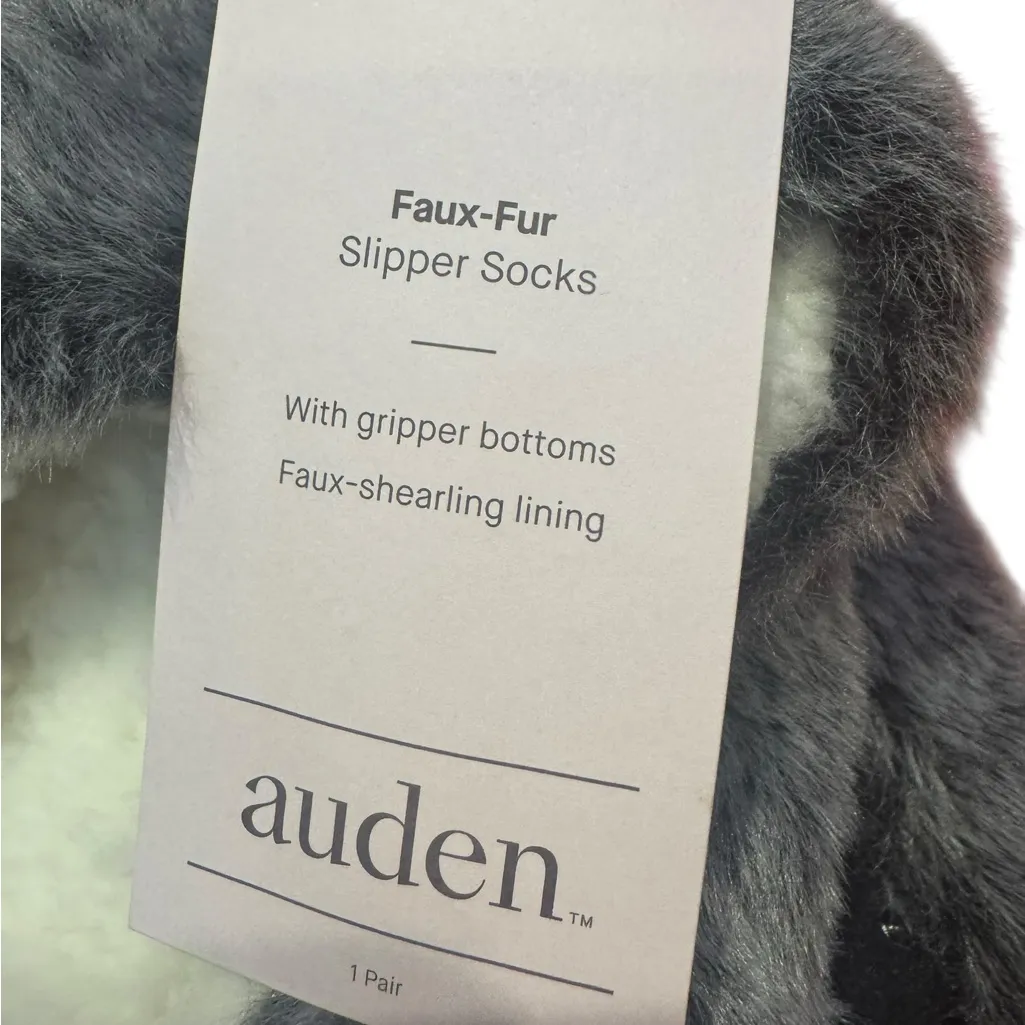 Faux-Fur
Slipper Socks
With gripper bottoms
Faux-shearling lining
auden™
1 Pair